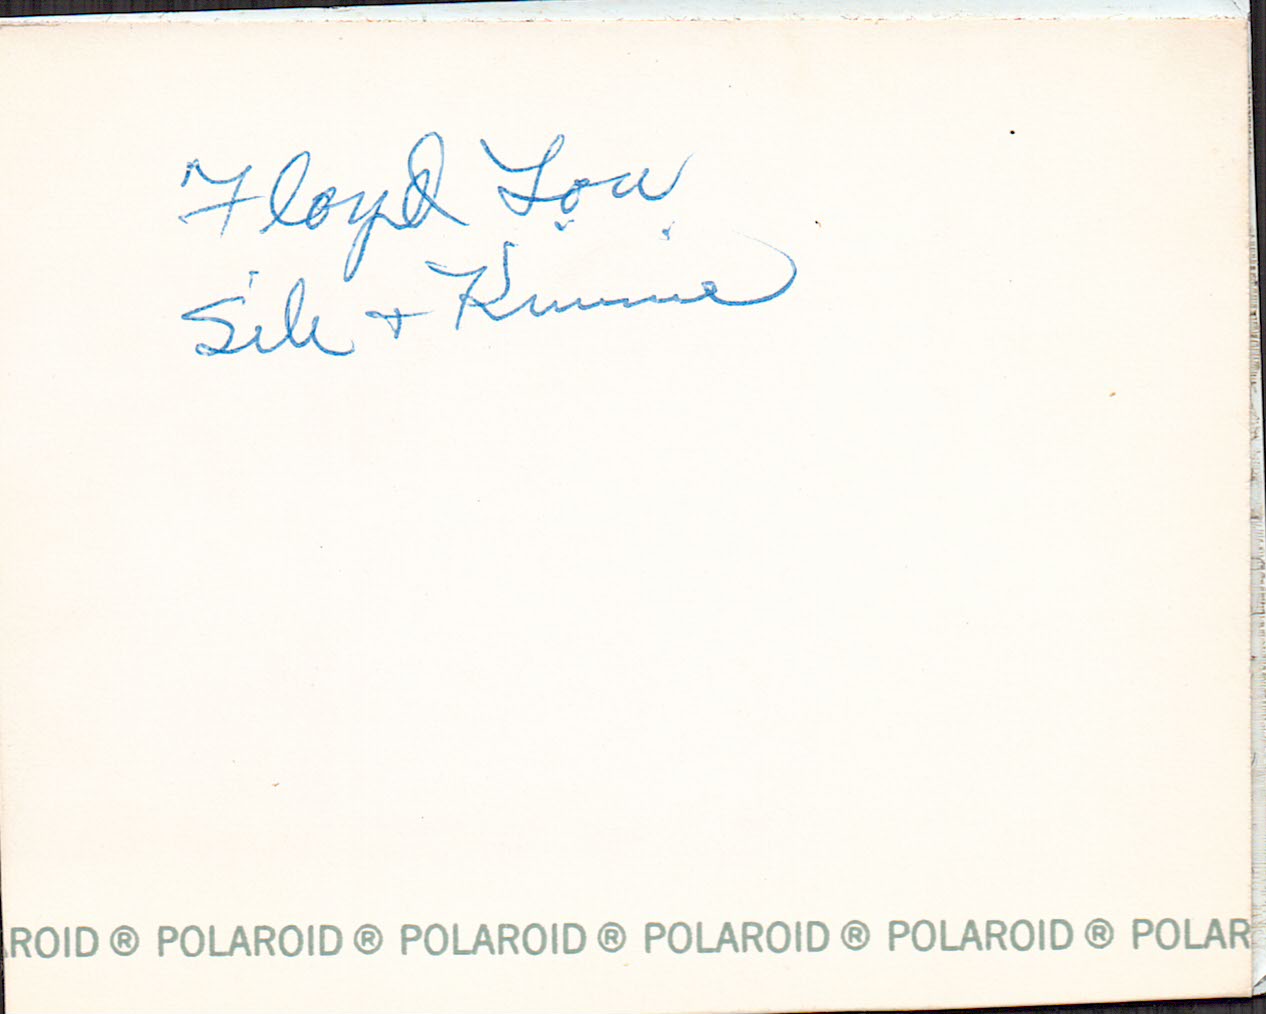 Floyd Lou
+
ROID ® POLAROID ® POLAROID ® POLAROID ® POLAROID ® POLAR